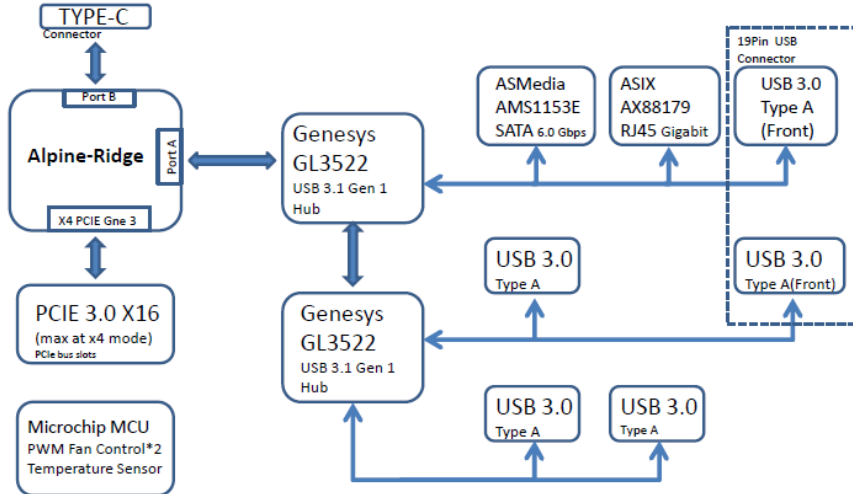 TYPE-C
Connector
Port B
Alpine-Ridge
Port A
X4 PCIE Gne 3
PCIE 3.0 X16
(max at x4 mode)
PCIe bus slots
Microchip MCU
PWM Fan Control*2
Temperature Sensor
Genesys
GL3522
USB 3.1 Gen 1
Hub
Genesys
GL3522
USB 3.1 Gen 1
Hub
ASMedia
AMS1153E
SATA 6.0 Gbps
ASIX
AX88179
RJ45 Gigabit
19Pin USB
Connector
USB 3.0
Type A
(Front)
USB 3.0
Type A
USB 3.0
Type A(Front)
USB 3.0
Type A
USB 3.0
Type A